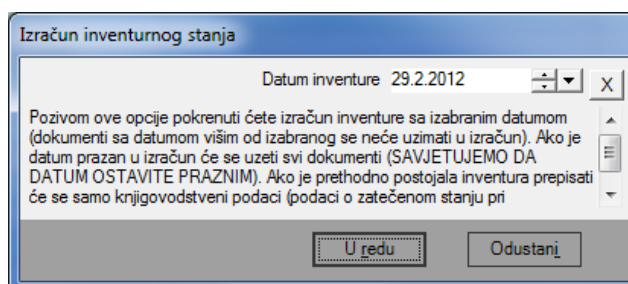 Izračun inventurnog stanja
Datum inventure 29.2.2012
X
Pozivom ove opcije pokrenuti ćete izračun inventure sa izabranim datumom
(dokumenti sa datumom višim od izabranog se neće uzimati u izračun). Ako je
datum prazan u izračun će se uzeti svi dokumenti (SAVJETUJEMO DA
DATUM OSTAVITE PRAZNIM). Ako je prethodno postojala inventura prepisati
će se samo knjigovodstveni podaci (podaci o zatečenom stanju pri
U redu Odustani